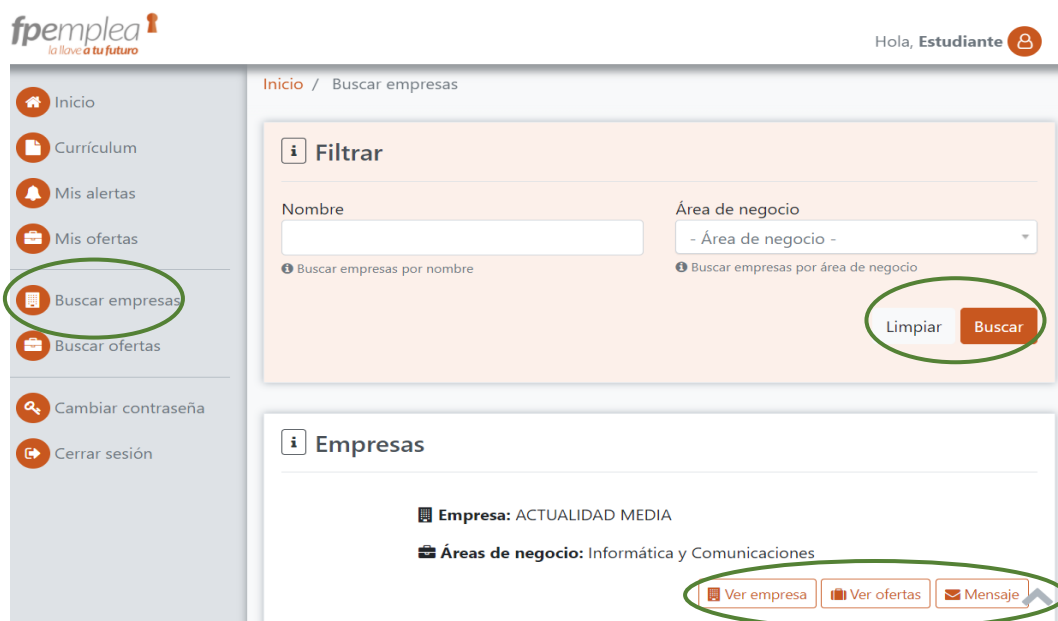 fpemplea
la llave a tu futuro
Hola, Estudiante
Inicio
Currículum
Mis alertas
Mis ofertas
Buscar empresas
Buscar ofertas
Cambiar contraseña
Cerrar sesión
Inicio / Buscar empresas
i Filtrar
Nombre
Buscar empresas por nombre
Área de negocio
- Área de negocio -
Buscar empresas por área de negocio
Limpiar Buscar
i Empresas
Empresa: ACTUALIDAD MEDIA
Áreas de negocio: Informática y Comunicaciones
Ver empresa Ver ofertas Mensaje